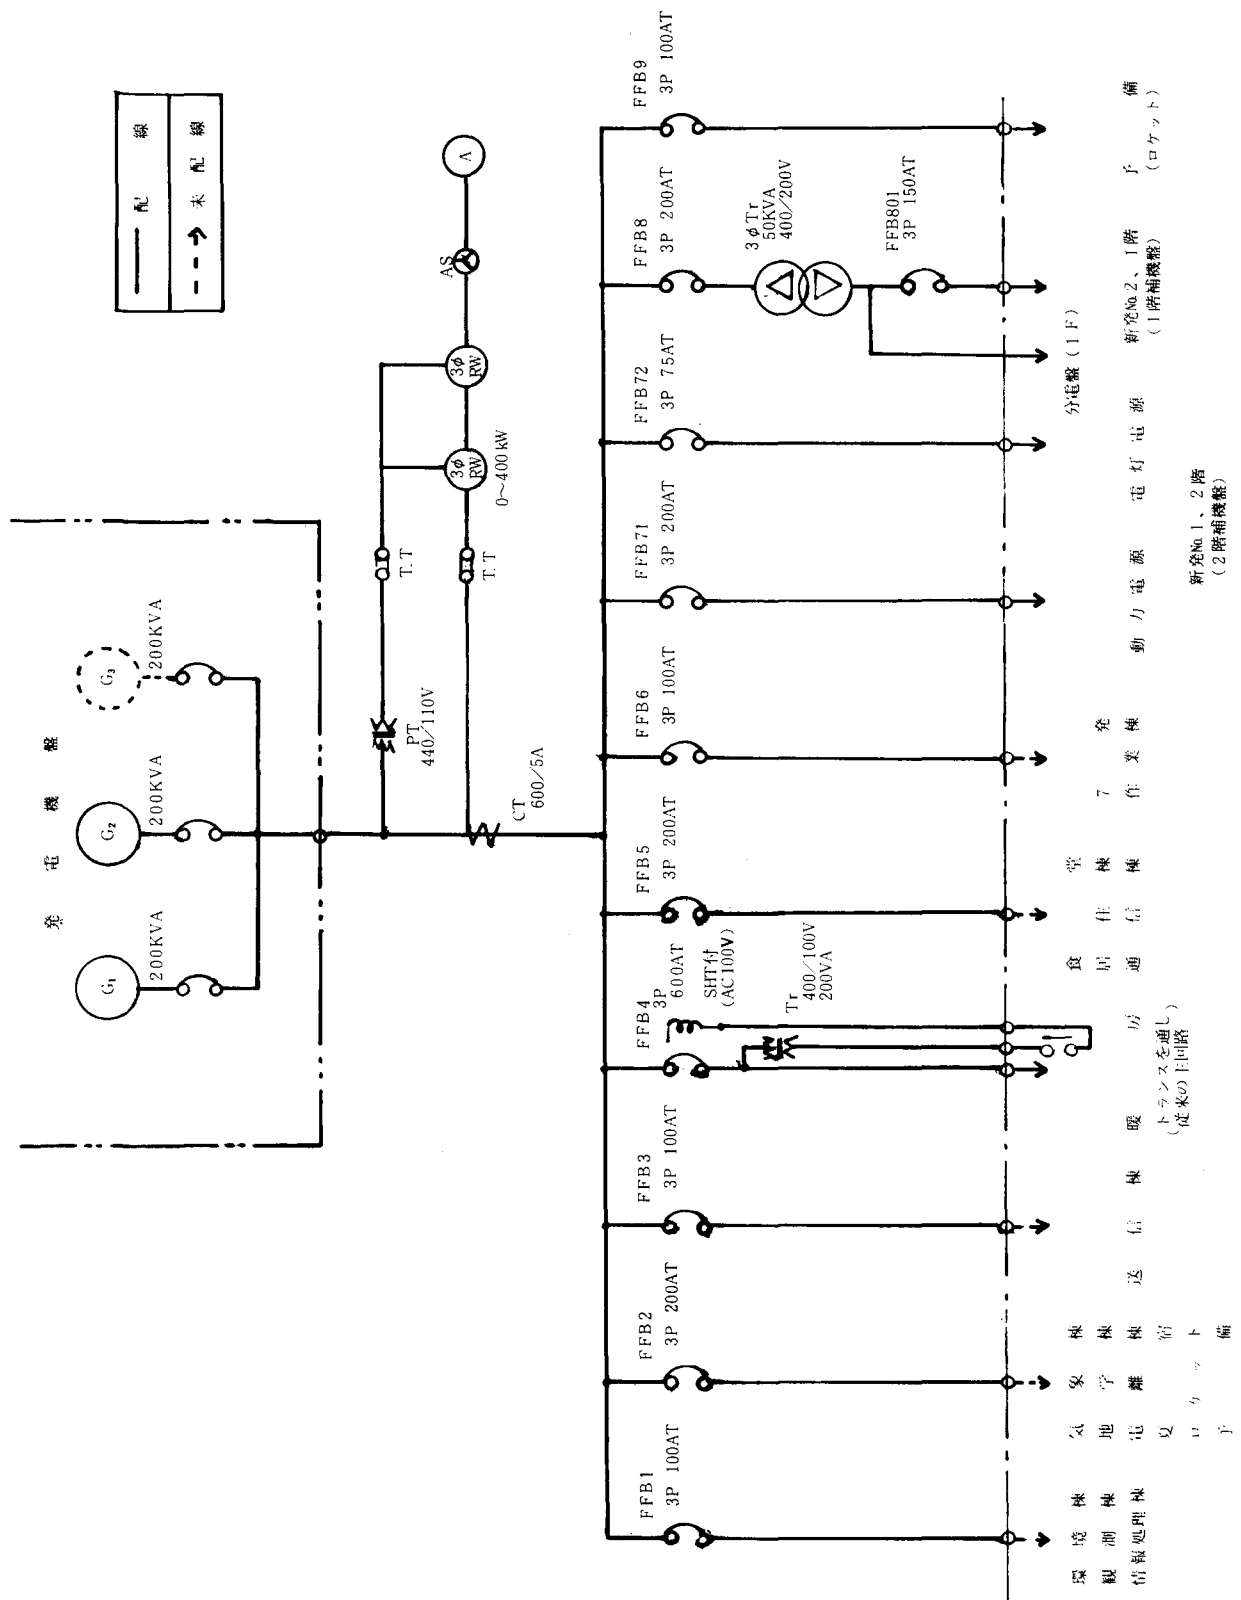 発電機盤
G₁
200KVA
G₂
200KVA
G₃
200KVA
配線
未配線
PT
440/110V
T.T
T.T
3φ
RW
0～400kW
3φ
RW
AS
A
CT
600/5A
FFB1
3P 100AT
FFB2
3P 200AT
FFB3
3P 100AT
FFB4
3P
600AT
SHT付
(AC100V)
Tr
400/100V
200VA
FFB5
3P 200AT
FFB6
3P 100AT
FFB71
3P 200AT
FFB72
3P 75AT
FFB8
3P 200AT
3φTr
50KVA
400/200V
FFB801
3P 150AT
FFB9
3P 100AT
環境棟
観測棟
情報処理棟
気象棟
地学棟
電離棟
夏宿
ロケット
予備
送信棟
暖房
(トランスを通し
従来の主回路)
食堂棟
居住棟
通信棟
7発
作業棟
動力電源
電灯電源
新発No.1、2階
(2階補機盤)
分電盤(1F)
新発No.2、1階
(1階補機盤)
予備
(ロケット)